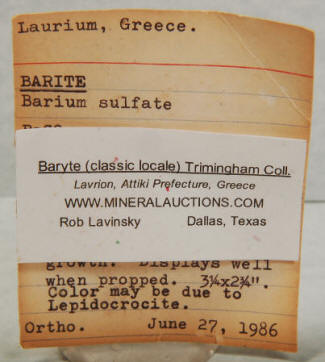 Laurium, Greece.
BARITE
Barium sulfate
Baryte (classic locale) Trimingham Coll.
Lavrion, Attiki Prefecture, Greece
WWW.MINERALAUCTIONS.COM
Rob Lavinsky Dallas, Texas
growth. Displays well
when propped. 3¼x2¾".
Color may be due to
Lepidocrocite.
Ortho. June 27, 1986